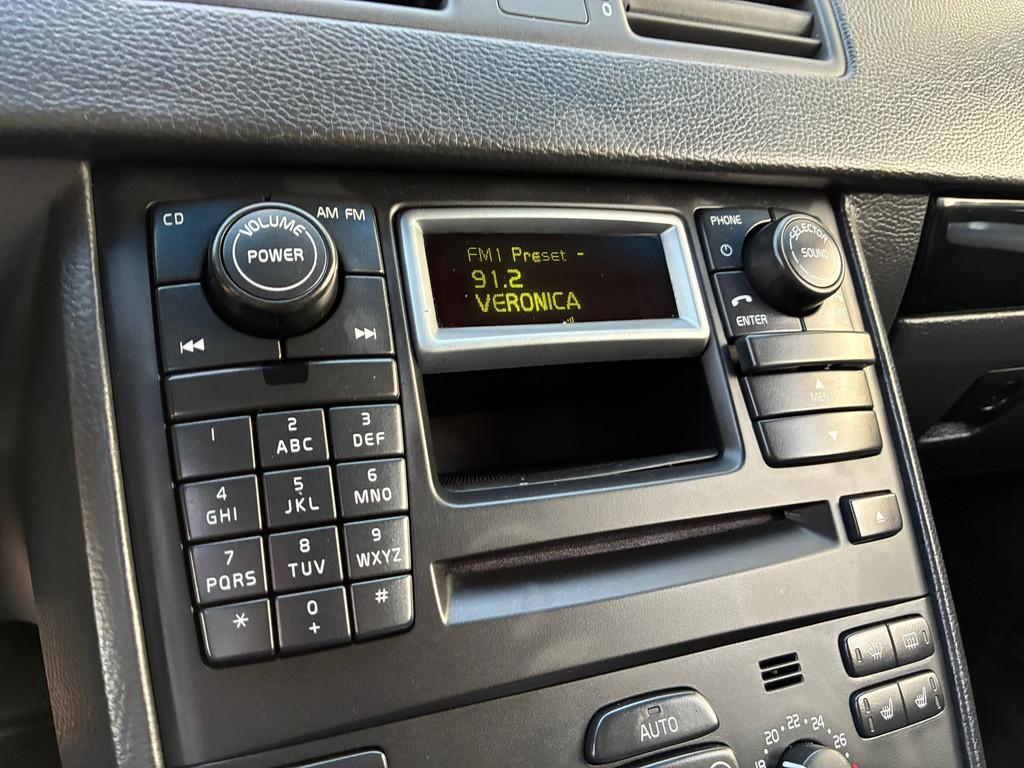 0
CD
VOLUME
POWER
AM FM
FM1 Preset -
91.2
VERONICA
PHONE
SELECTOR
SOUND
ENTER
MENU
1
2
ABC
3
DEF
4
GHI
5
JKL
6
MNO
7
PQRS
8
TUV
9
WXYZ
*
0
+
#
AUTO
18 20 22 24 26